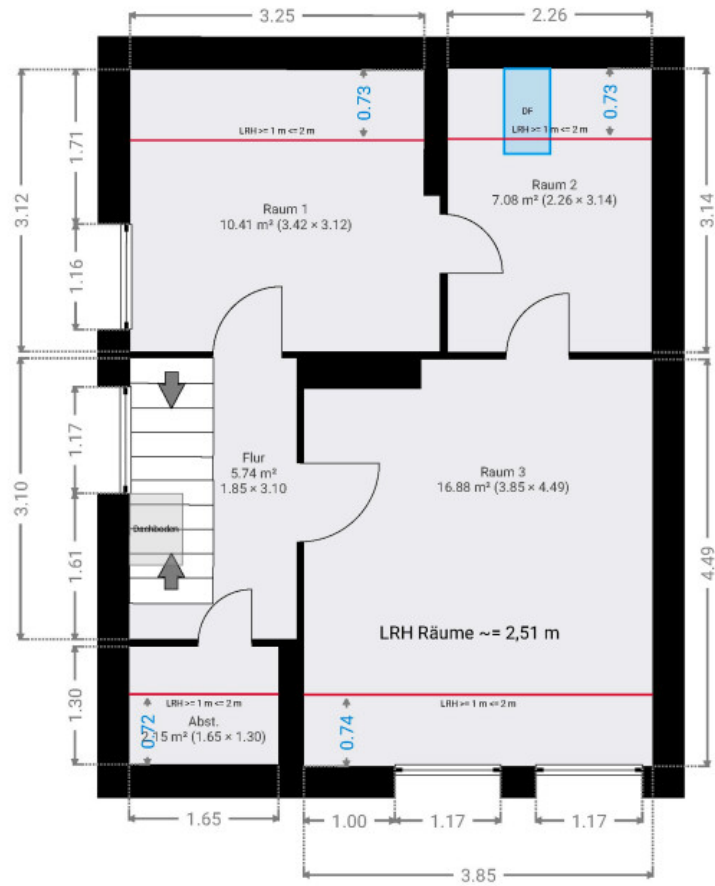 3.25
2.26
0.73
0.73
DF
LRH >= 1 m <= 2 m
LRH >= 1 m <= 2 m
1.71
3.12
3.14
Raum 1
10.41 m² (3.42 × 3.12)
Raum 2
7.08 m² (2.26 × 3.14)
1.16
1.17
3.10
Flur
5.74 m²
1.85 × 3.10
Raum 3
16.88 m² (3.85 × 4.49)
Dachboden
1.61
4.49
LRH Räume ~= 2,51 m
1.30
LRH >= 1 m <= 2 m
LRH >= 1 m <= 2 m
0.72
Abst.
2.15 m² (1.65 × 1.30)
0.74
1.65
1.00
1.17
1.17
3.85